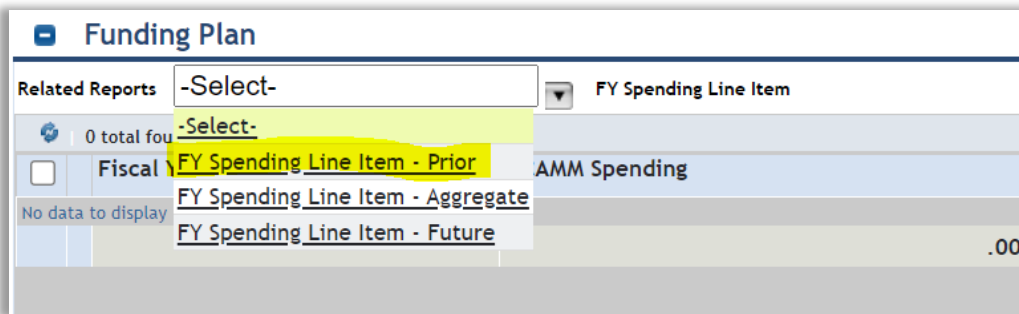 Funding Plan
Related Reports -Select- FY Spending Line Item
0 total fou -Select-
Fiscal Y FY Spending Line Item - Prior AMM Spending
FY Spending Line Item - Aggregate
No data to display
FY Spending Line Item - Future
.00